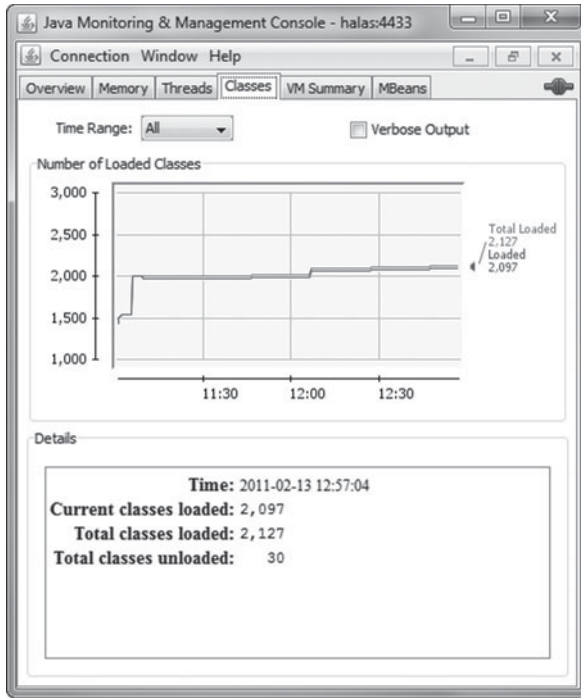 Java Monitoring & Management Console - halas:4433
Connection Window Help
Overview Memory Threads Classes VM Summary MBeans
Time Range: All Verbose Output
Number of Loaded Classes
3,000
2,500
2,000
1,500
1,000
Total Loaded
2,127
Loaded
2,097
11:30 12:00 12:30
Details
Time: 2011-02-13 12:57:04
Current classes loaded: 2,097
Total classes loaded: 2,127
Total classes unloaded: 30